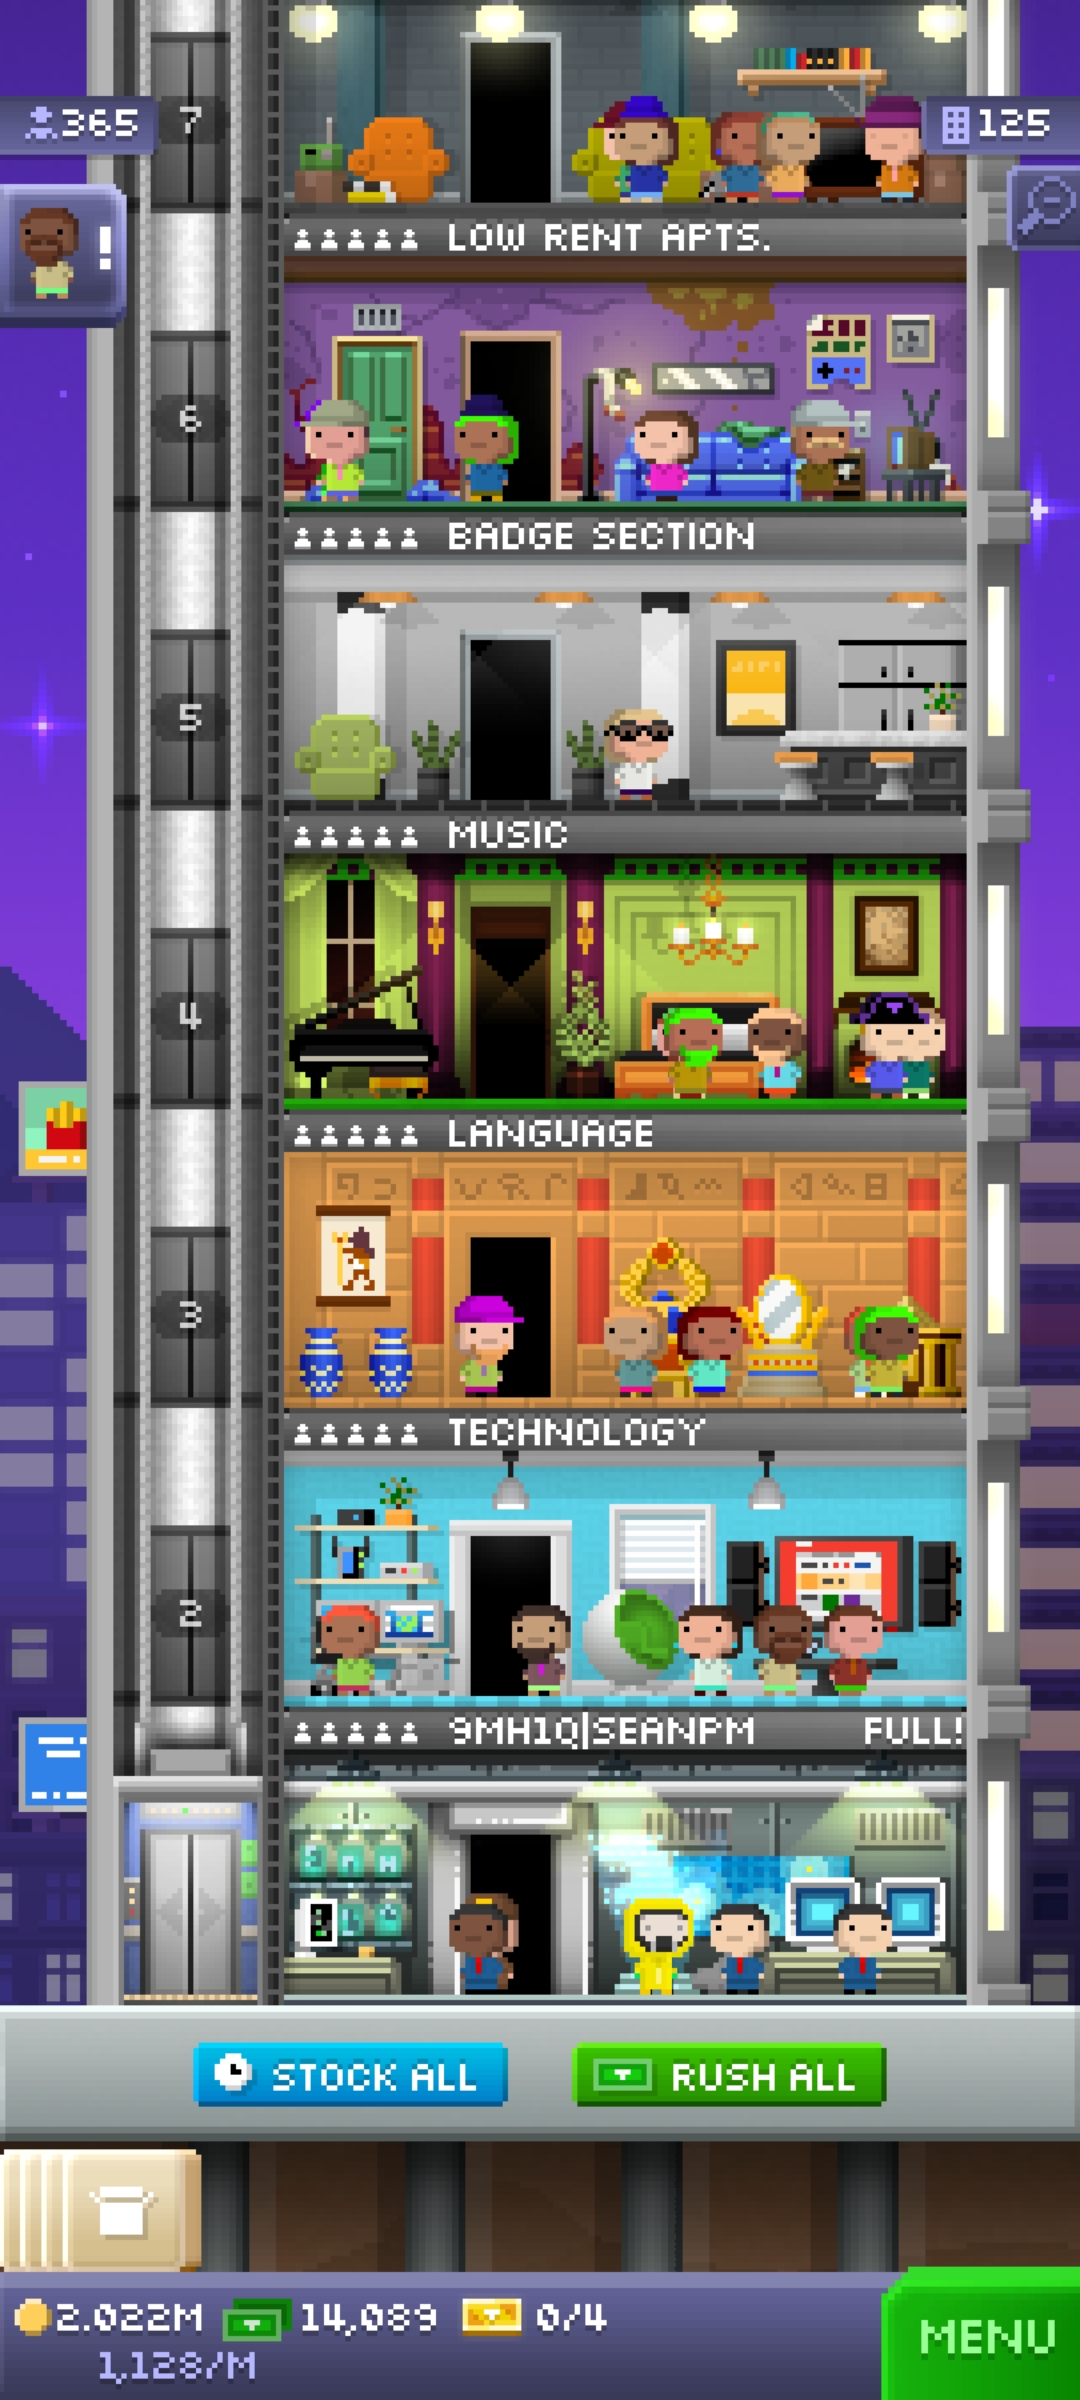 7
365
125
!
LOW RENT APTS.
6
BADGE SECTION
5
MUSIC
4
LANGUAGE
3
TECHNOLOGY
2
9MH1Q|SEANPM FULL!
STOCK ALL
RUSH ALL
2.022M 14,089 0/4
1,128/M
MENU